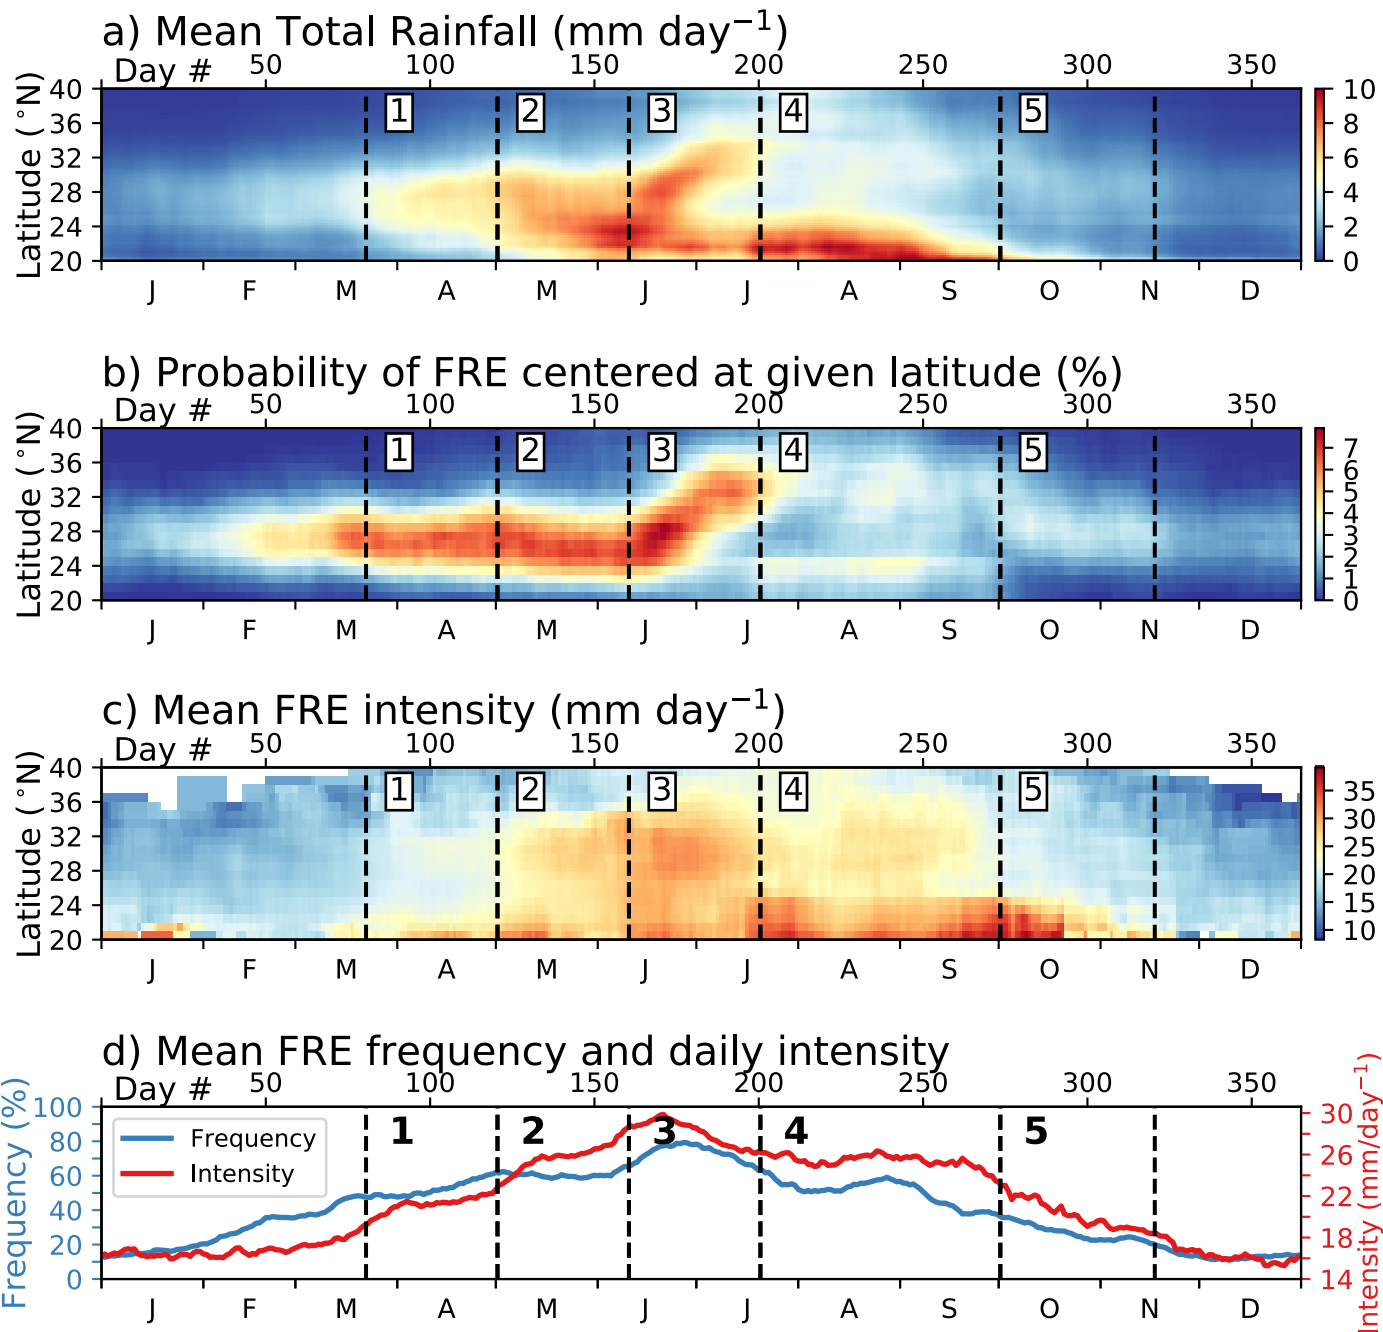 a) Mean Total Rainfall (mm day⁻¹)
Day # 50 100 150 200 250 300 350
Latitude (°N)
40 36 32 28 24 20
1 2 3 4 5
10 8 6 4 2 0
J F M A M J J A S O N D
b) Probability of FRE centered at given latitude (%)
Day # 50 100 150 200 250 300 350
Latitude (°N)
40 36 32 28 24 20
1 2 3 4 5
7 6 5 4 3 2 1 0
J F M A M J J A S O N D
c) Mean FRE intensity (mm day⁻¹)
Day # 50 100 150 200 250 300 350
Latitude (°N)
40 36 32 28 24 20
1 2 3 4 5
35 30 25 20 15 10
J F M A M J J A S O N D
d) Mean FRE frequency and daily intensity
Day # 50 100 150 200 250 300 350
Frequency (%)
100 80 60 40 20 0
Frequency
Intensity
1 2 3 4 5
30 26 22 18 14
Intensity (mm/day⁻¹)
J F M A M J J A S O N D